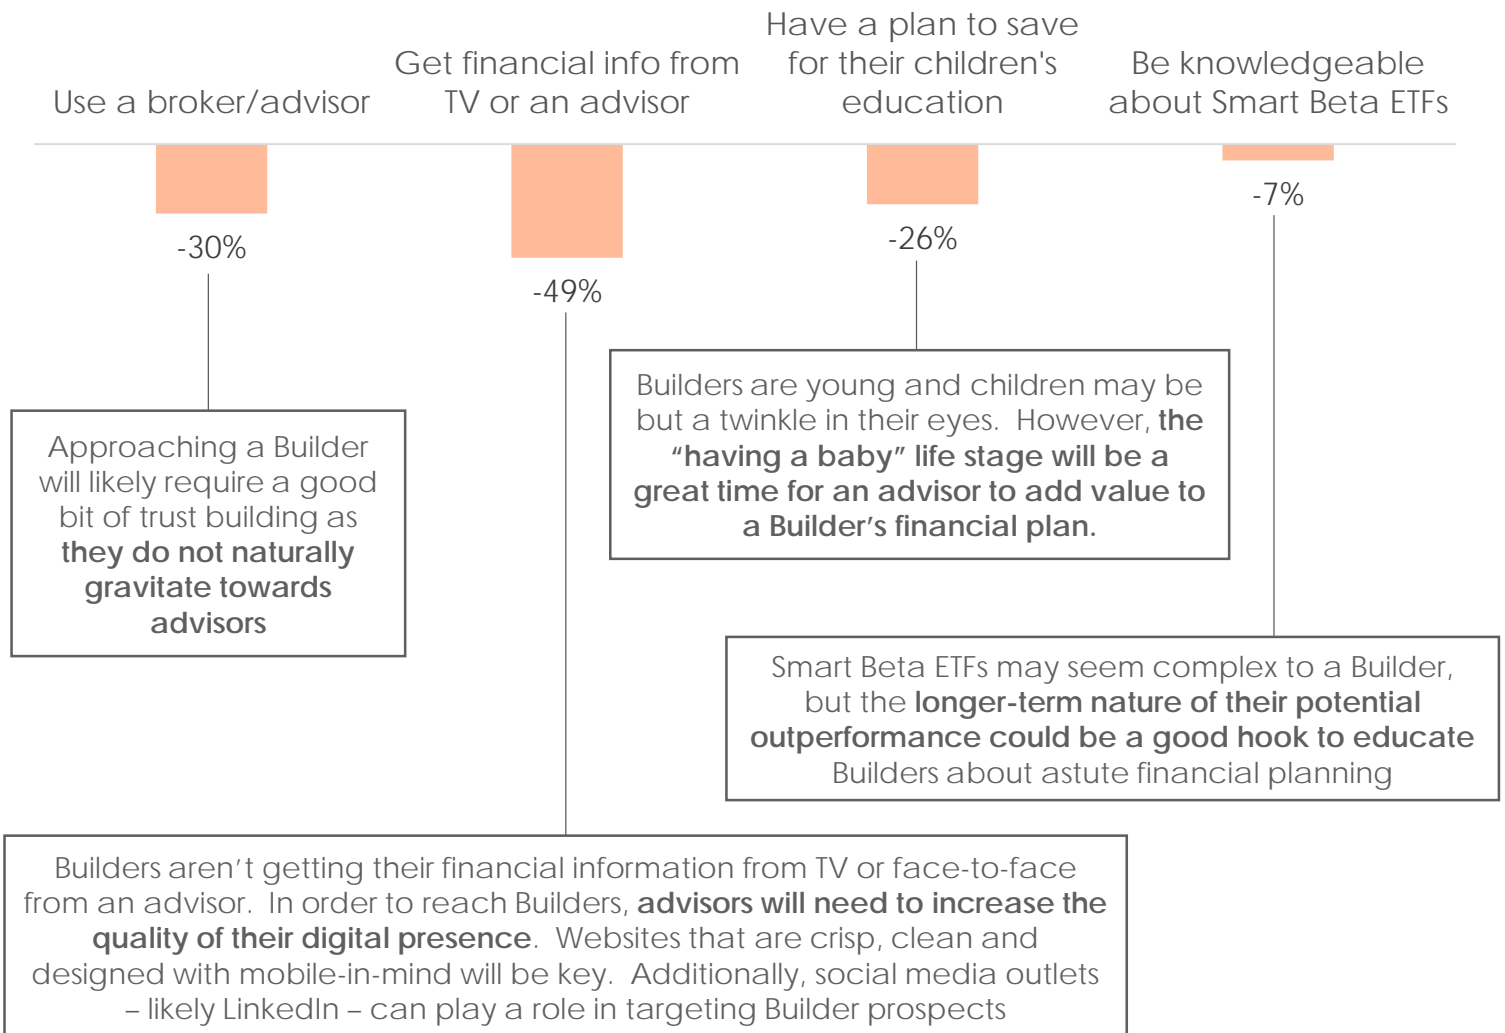 Use a broker/advisor
Get financial info from
TV or an advisor
Have a plan to save
for their children's
education
Be knowledgeable
about Smart Beta ETFs
-30%
-49%
-26%
-7%
Approaching a Builder
will likely require a good
bit of trust building as
they do not naturally
gravitate towards
advisors
Builders are young and children may be
but a twinkle in their eyes.  However, the
“having a baby” life stage will be a
great time for an advisor to add value to
a Builder’s financial plan.
Smart Beta ETFs may seem complex to a Builder,
but the longer-term nature of their potential
outperformance could be a good hook to educate
Builders about astute financial planning
Builders aren’t getting their financial information from TV or face-to-face
from an advisor.  In order to reach Builders, advisors will need to increase the
quality of their digital presence.  Websites that are crisp, clean and
designed with mobile-in-mind will be key.  Additionally, social media outlets
– likely LinkedIn – can play a role in targeting Builder prospects